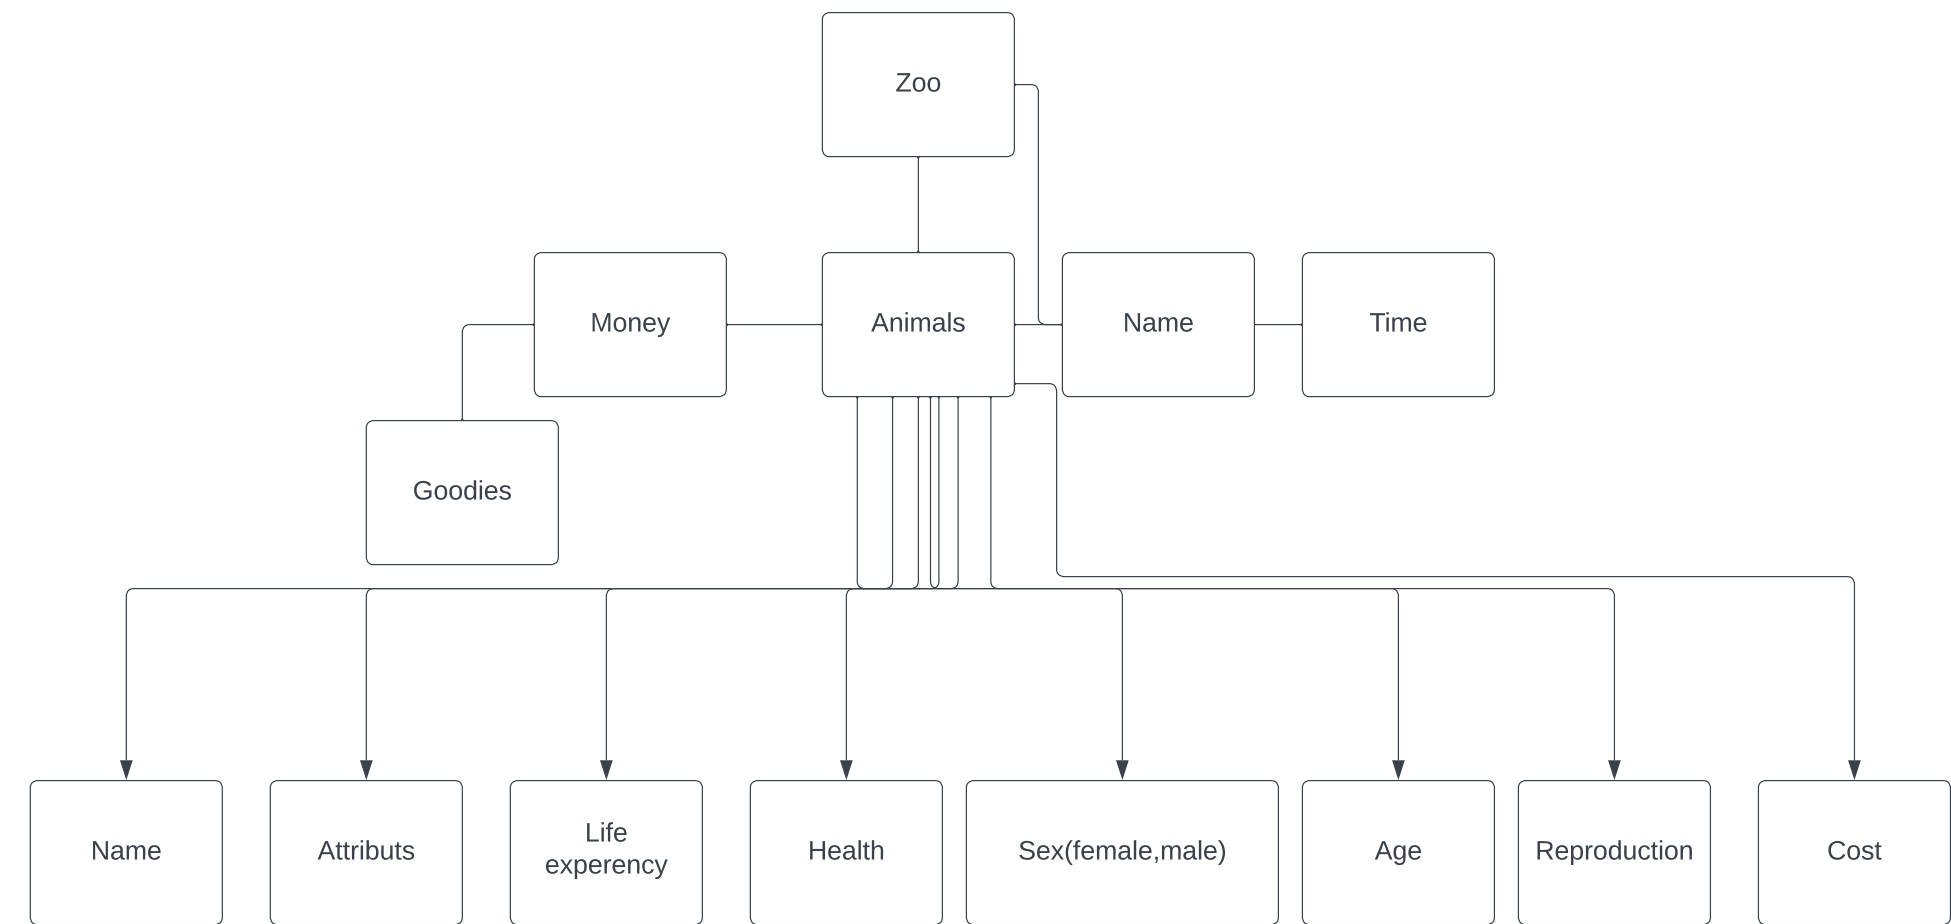 Zoo
Money
Animals
Name
Time
Goodies
Name
Attributs
Life
experency
Health
Sex(female,male)
Age
Reproduction
Cost